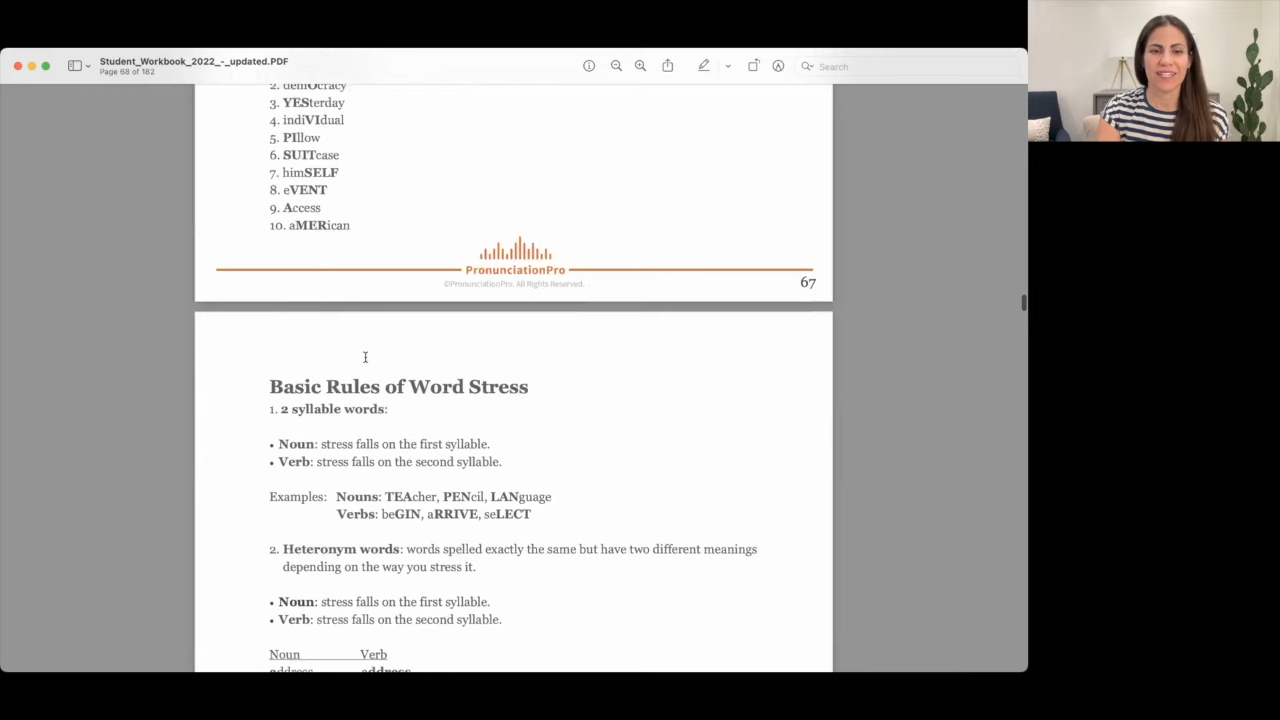 Student_Workbook_2022_-_updated.PDF
Page 68 of 182
Search
2. demOcracy
3. YESterday
4. indiVIdual
5. PIllow
6. SUITcase
7. himSELF
8. eVENT
9. Access
10. aMERican
PronunciationPro
©PronunciationPro. All Rights Reserved.
67
Basic Rules of Word Stress
1. 2 syllable words:
• Noun: stress falls on the first syllable.
• Verb: stress falls on the second syllable.
Examples: Nouns: TEAcher, PENcil, LANguage
Verbs: beGIN, aRRIVE, seLECT
2. Heteronym words: words spelled exactly the same but have two different meanings
depending on the way you stress it.
• Noun: stress falls on the first syllable.
• Verb: stress falls on the second syllable.
Noun Verb
address address